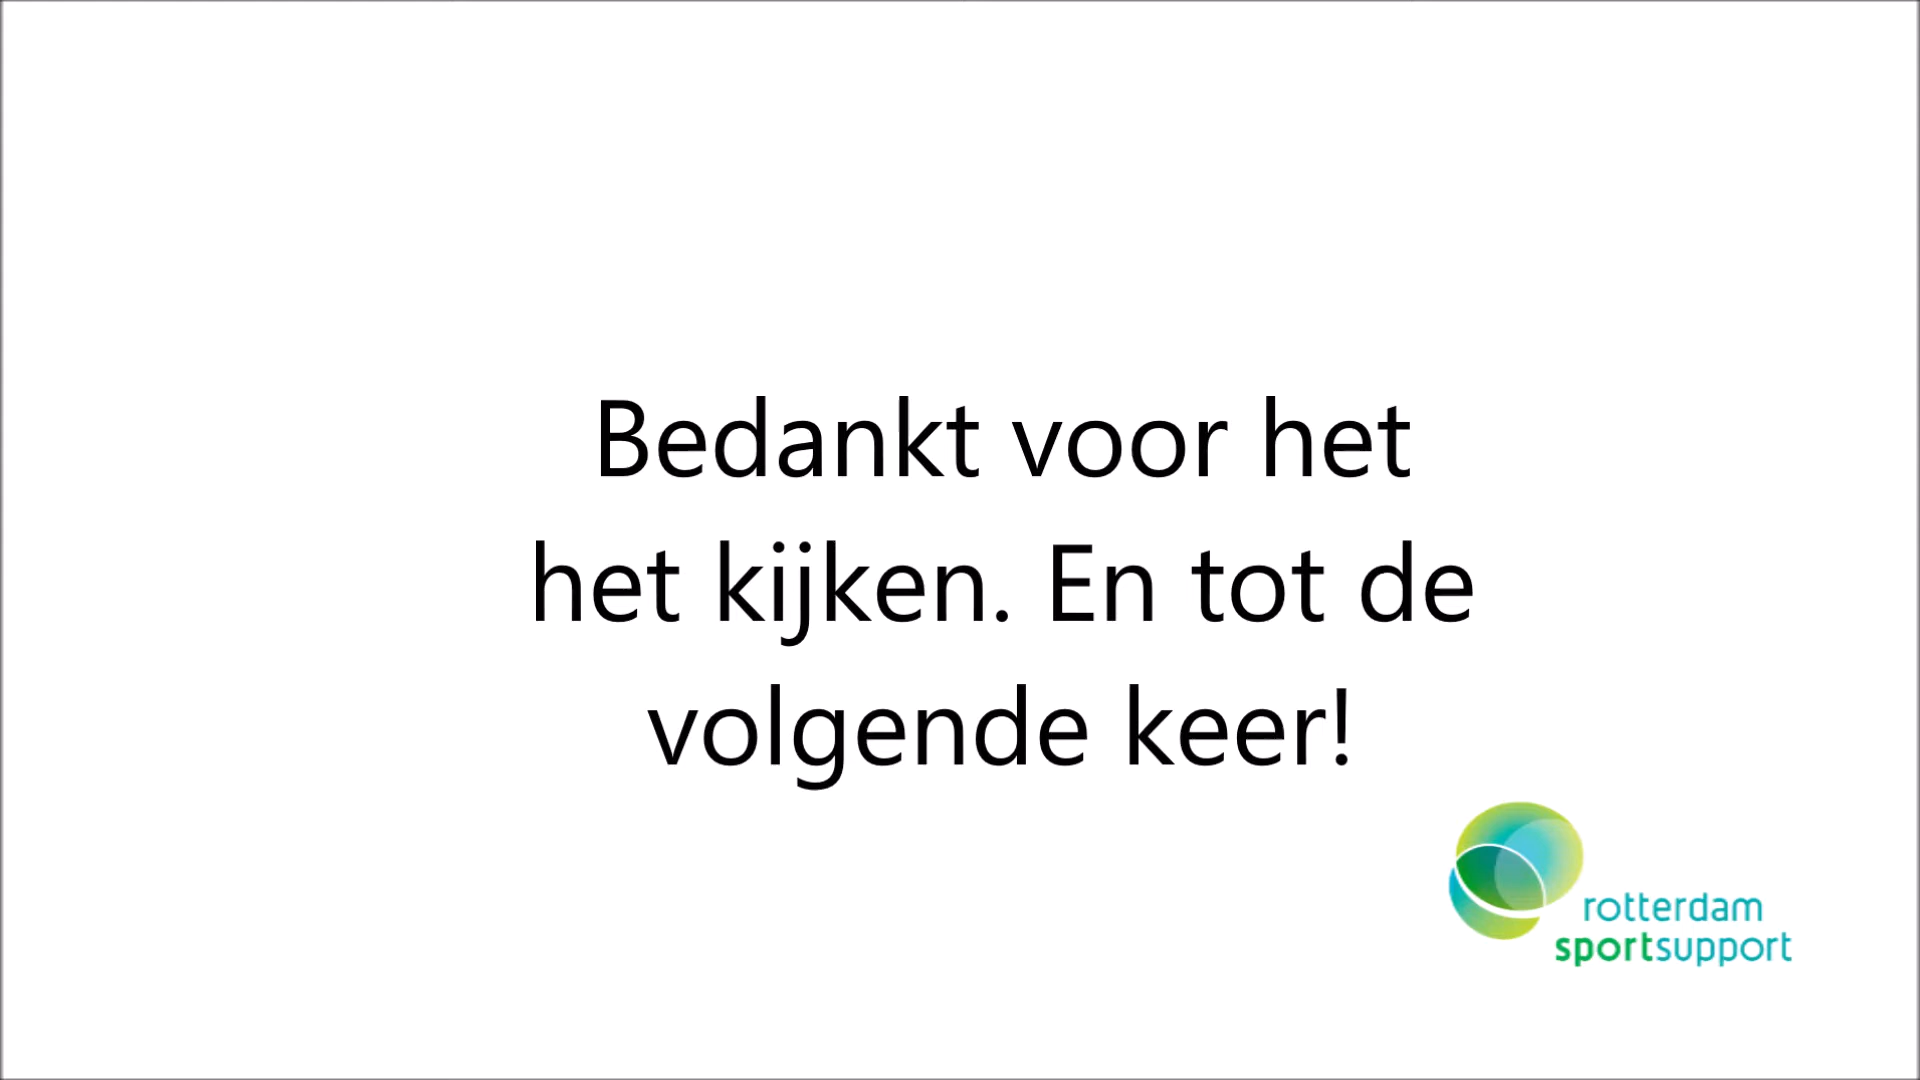 Bedankt voor het
het kijken. En tot de
volgende keer!
rotterdam
sportsupport